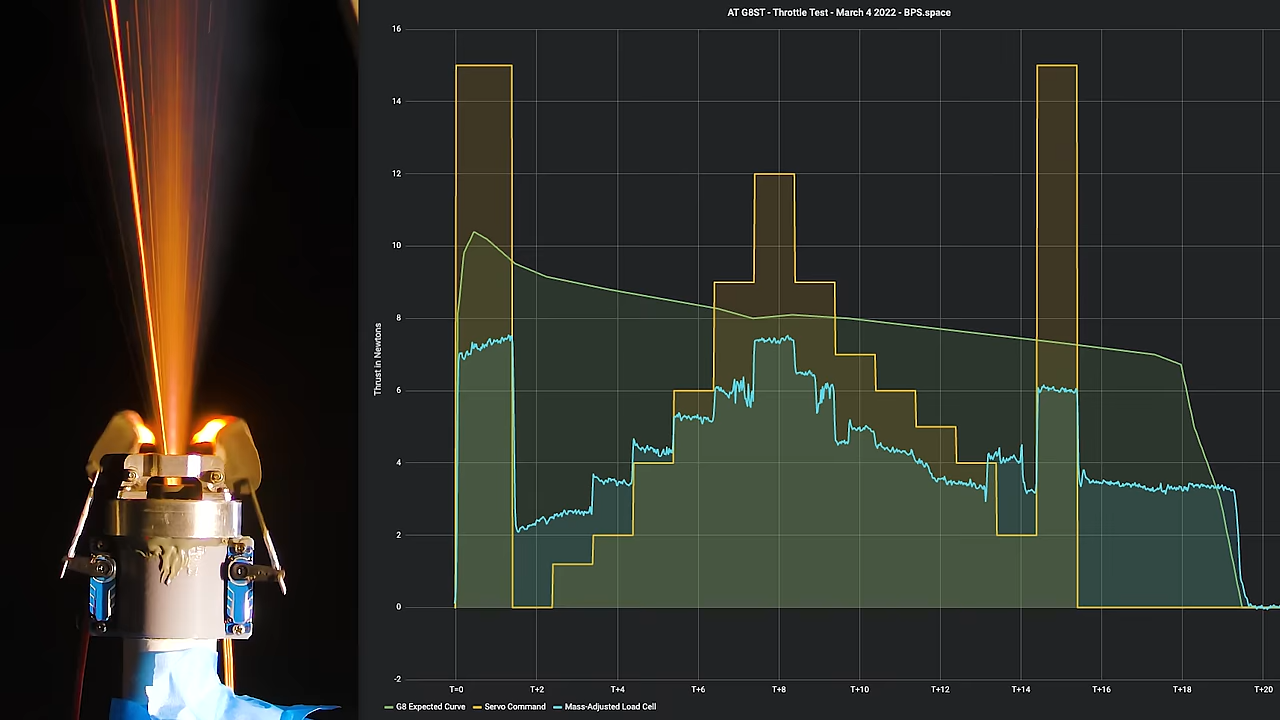 AT G8ST - Throttle Test - March 4 2022 - BPS.space
16
14
12
10
8
6
4
2
0
-2
Thrust in Newtons
T=0 T+2 T+4 T+6 T+8 T+10 T+12 T+14 T+16 T+18 T+20
G8 Expected Curve Servo Command Mass-Adjusted Load Cell